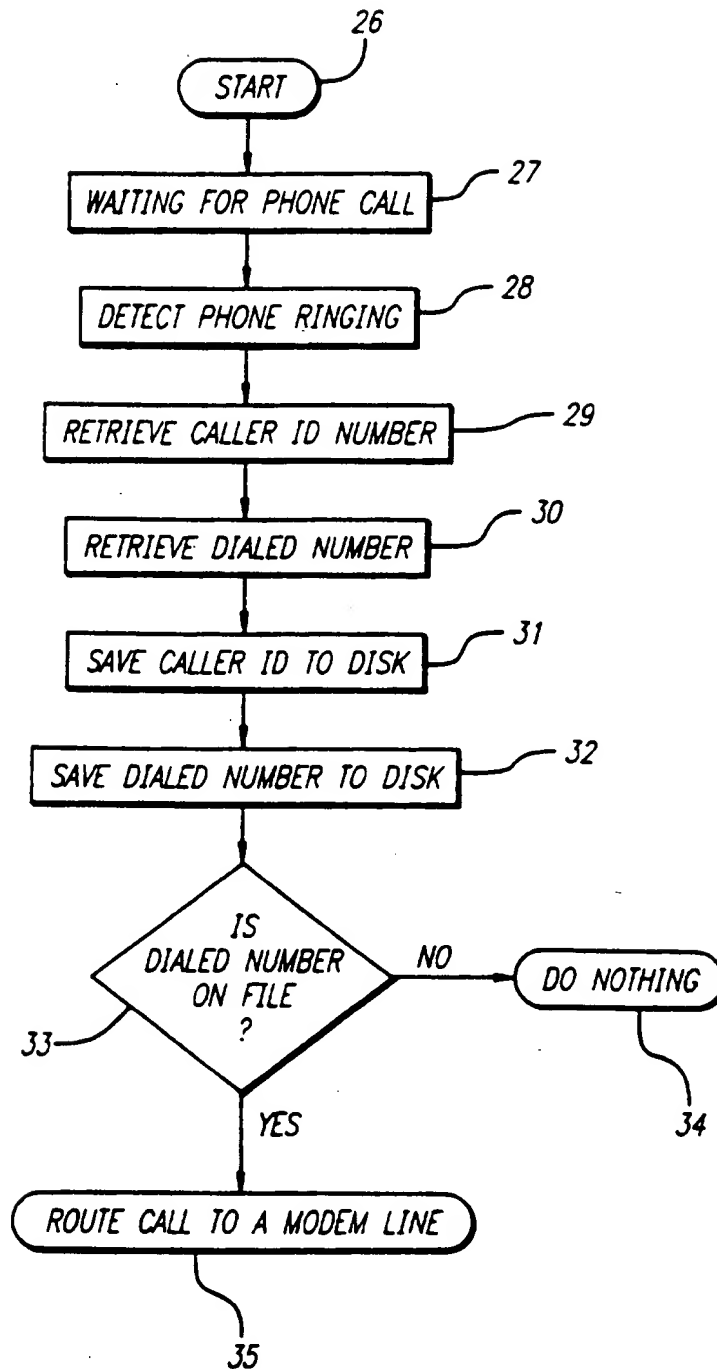 26
START
27
WAITING FOR PHONE CALL
28
DETECT PHONE RINGING
29
RETRIEVE CALLER ID NUMBER
30
RETRIEVE DIALED NUMBER
31
SAVE CALLER ID TO DISK
32
SAVE DIALED NUMBER TO DISK
IS
DIALED NUMBER
ON FILE
?
33
NO
DO NOTHING
34
YES
ROUTE CALL TO A MODEM LINE
35